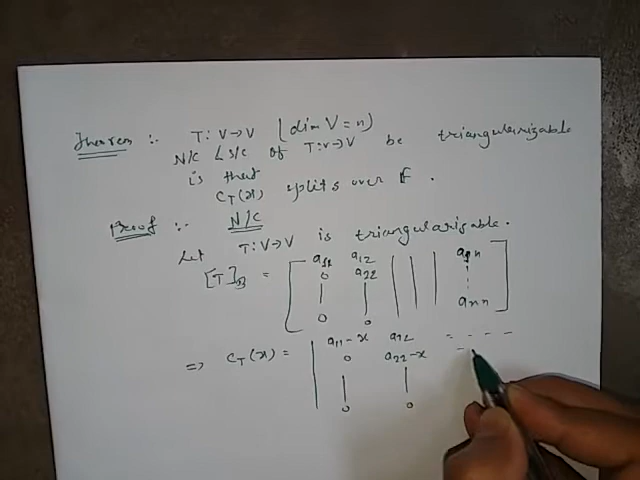 Theorem :- T: V→V (dim V = n)
N/C & S/C of T: V→V be triangularizable
is that
C_T(x) splits over F.
Proof :- N/C
Let T: V→V is triangularizable.
[T]_B = [ a₁₁ a₁₂ | | | a₁n
0 a₂₂
0 0 ann ]
⇒ C_T(x) = | a₁₁-x a₁₂ - - - -
0 a₂₂-x -
0 0